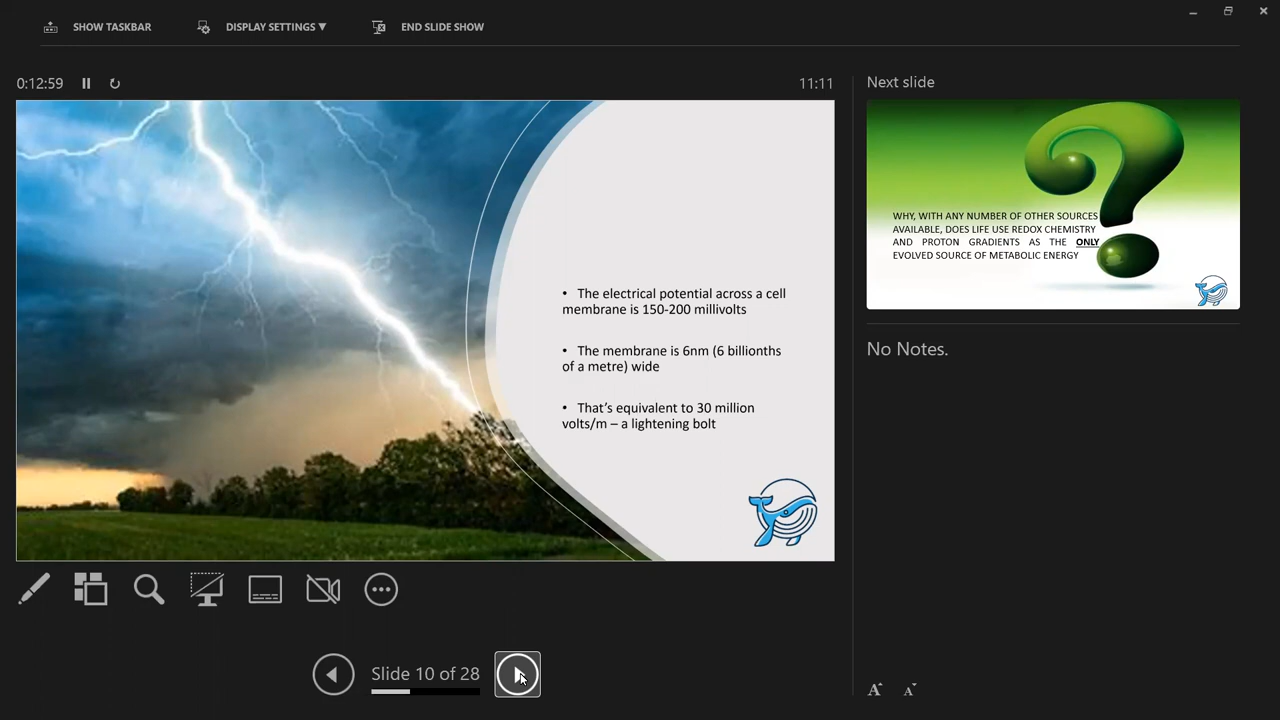 SHOW TASKBAR
DISPLAY SETTINGS ▼
END SLIDE SHOW
0:12:59
11:11
Next slide
WHY, WITH ANY NUMBER OF OTHER SOURCES
AVAILABLE, DOES LIFE USE REDOX CHEMISTRY
AND PROTON GRADIENTS AS THE ONLY
EVOLVED SOURCE OF METABOLIC ENERGY
• The electrical potential across a cell
membrane is 150-200 millivolts
• The membrane is 6nm (6 billionths
of a metre) wide
• That’s equivalent to 30 million
volts/m – a lightening bolt
No Notes.
Slide 10 of 28
A A